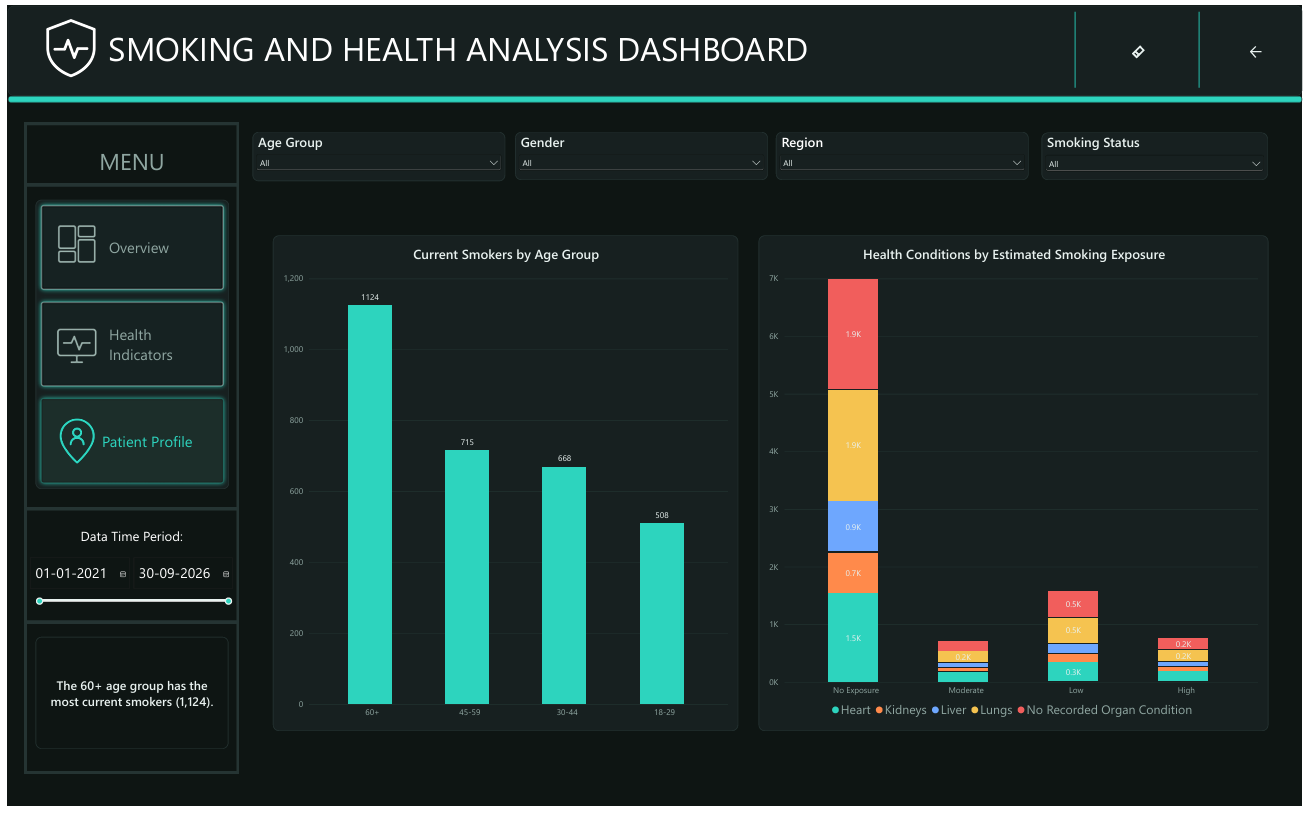 SMOKING AND HEALTH ANALYSIS DASHBOARD
MENU
Overview
Health
Indicators
Patient Profile
Data Time Period:
01-01-2021 30-09-2026
The 60+ age group has the
most current smokers (1,124).
Age Group
All
Gender
All
Region
All
Smoking Status
All
Current Smokers by Age Group
1,200
1,000
800
600
400
200
0
1124
715
668
508
60+ 45-59 30-44 18-29
Health Conditions by Estimated Smoking Exposure
7K
6K
5K
4K
3K
2K
1K
0K
1.9K
1.9K
0.9K
0.7K
1.5K
0.2K
0.5K
0.5K
0.3K
0.2K
0.2K
No Exposure Moderate Low High
Heart Kidneys Liver Lungs No Recorded Organ Condition